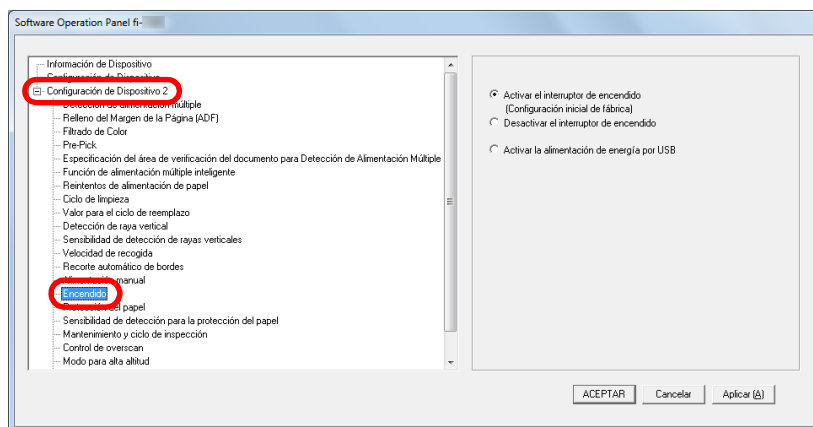 Software Operation Panel fi-
Información de Dispositivo
Configuración de Dispositivo
Configuración de Dispositivo 2
Detección de alimentación múltiple
Relleno del Margen de la Página (ADF)
Filtrado de Color
Pre-Pick
Especificación del área de verificación del documento para Detección de Alimentación Múltiple
Función de alimentación múltiple inteligente
Reintentos de alimentación de papel
Ciclo de limpieza
Valor para el ciclo de reemplazo
Detección de raya vertical
Sensibilidad de detección de rayas verticales
Velocidad de recogida
Recorte automático de bordes
Alimentación manual
Encendido
Protección del papel
Sensibilidad de detección para la protección del papel
Mantenimiento y ciclo de inspección
Control de overscan
Modo para alta altitud
Activar el interruptor de encendido
(Configuración inicial de fábrica)
Desactivar el interruptor de encendido
Activar la alimentación de energía por USB
ACEPTAR
Cancelar
Aplicar (A)